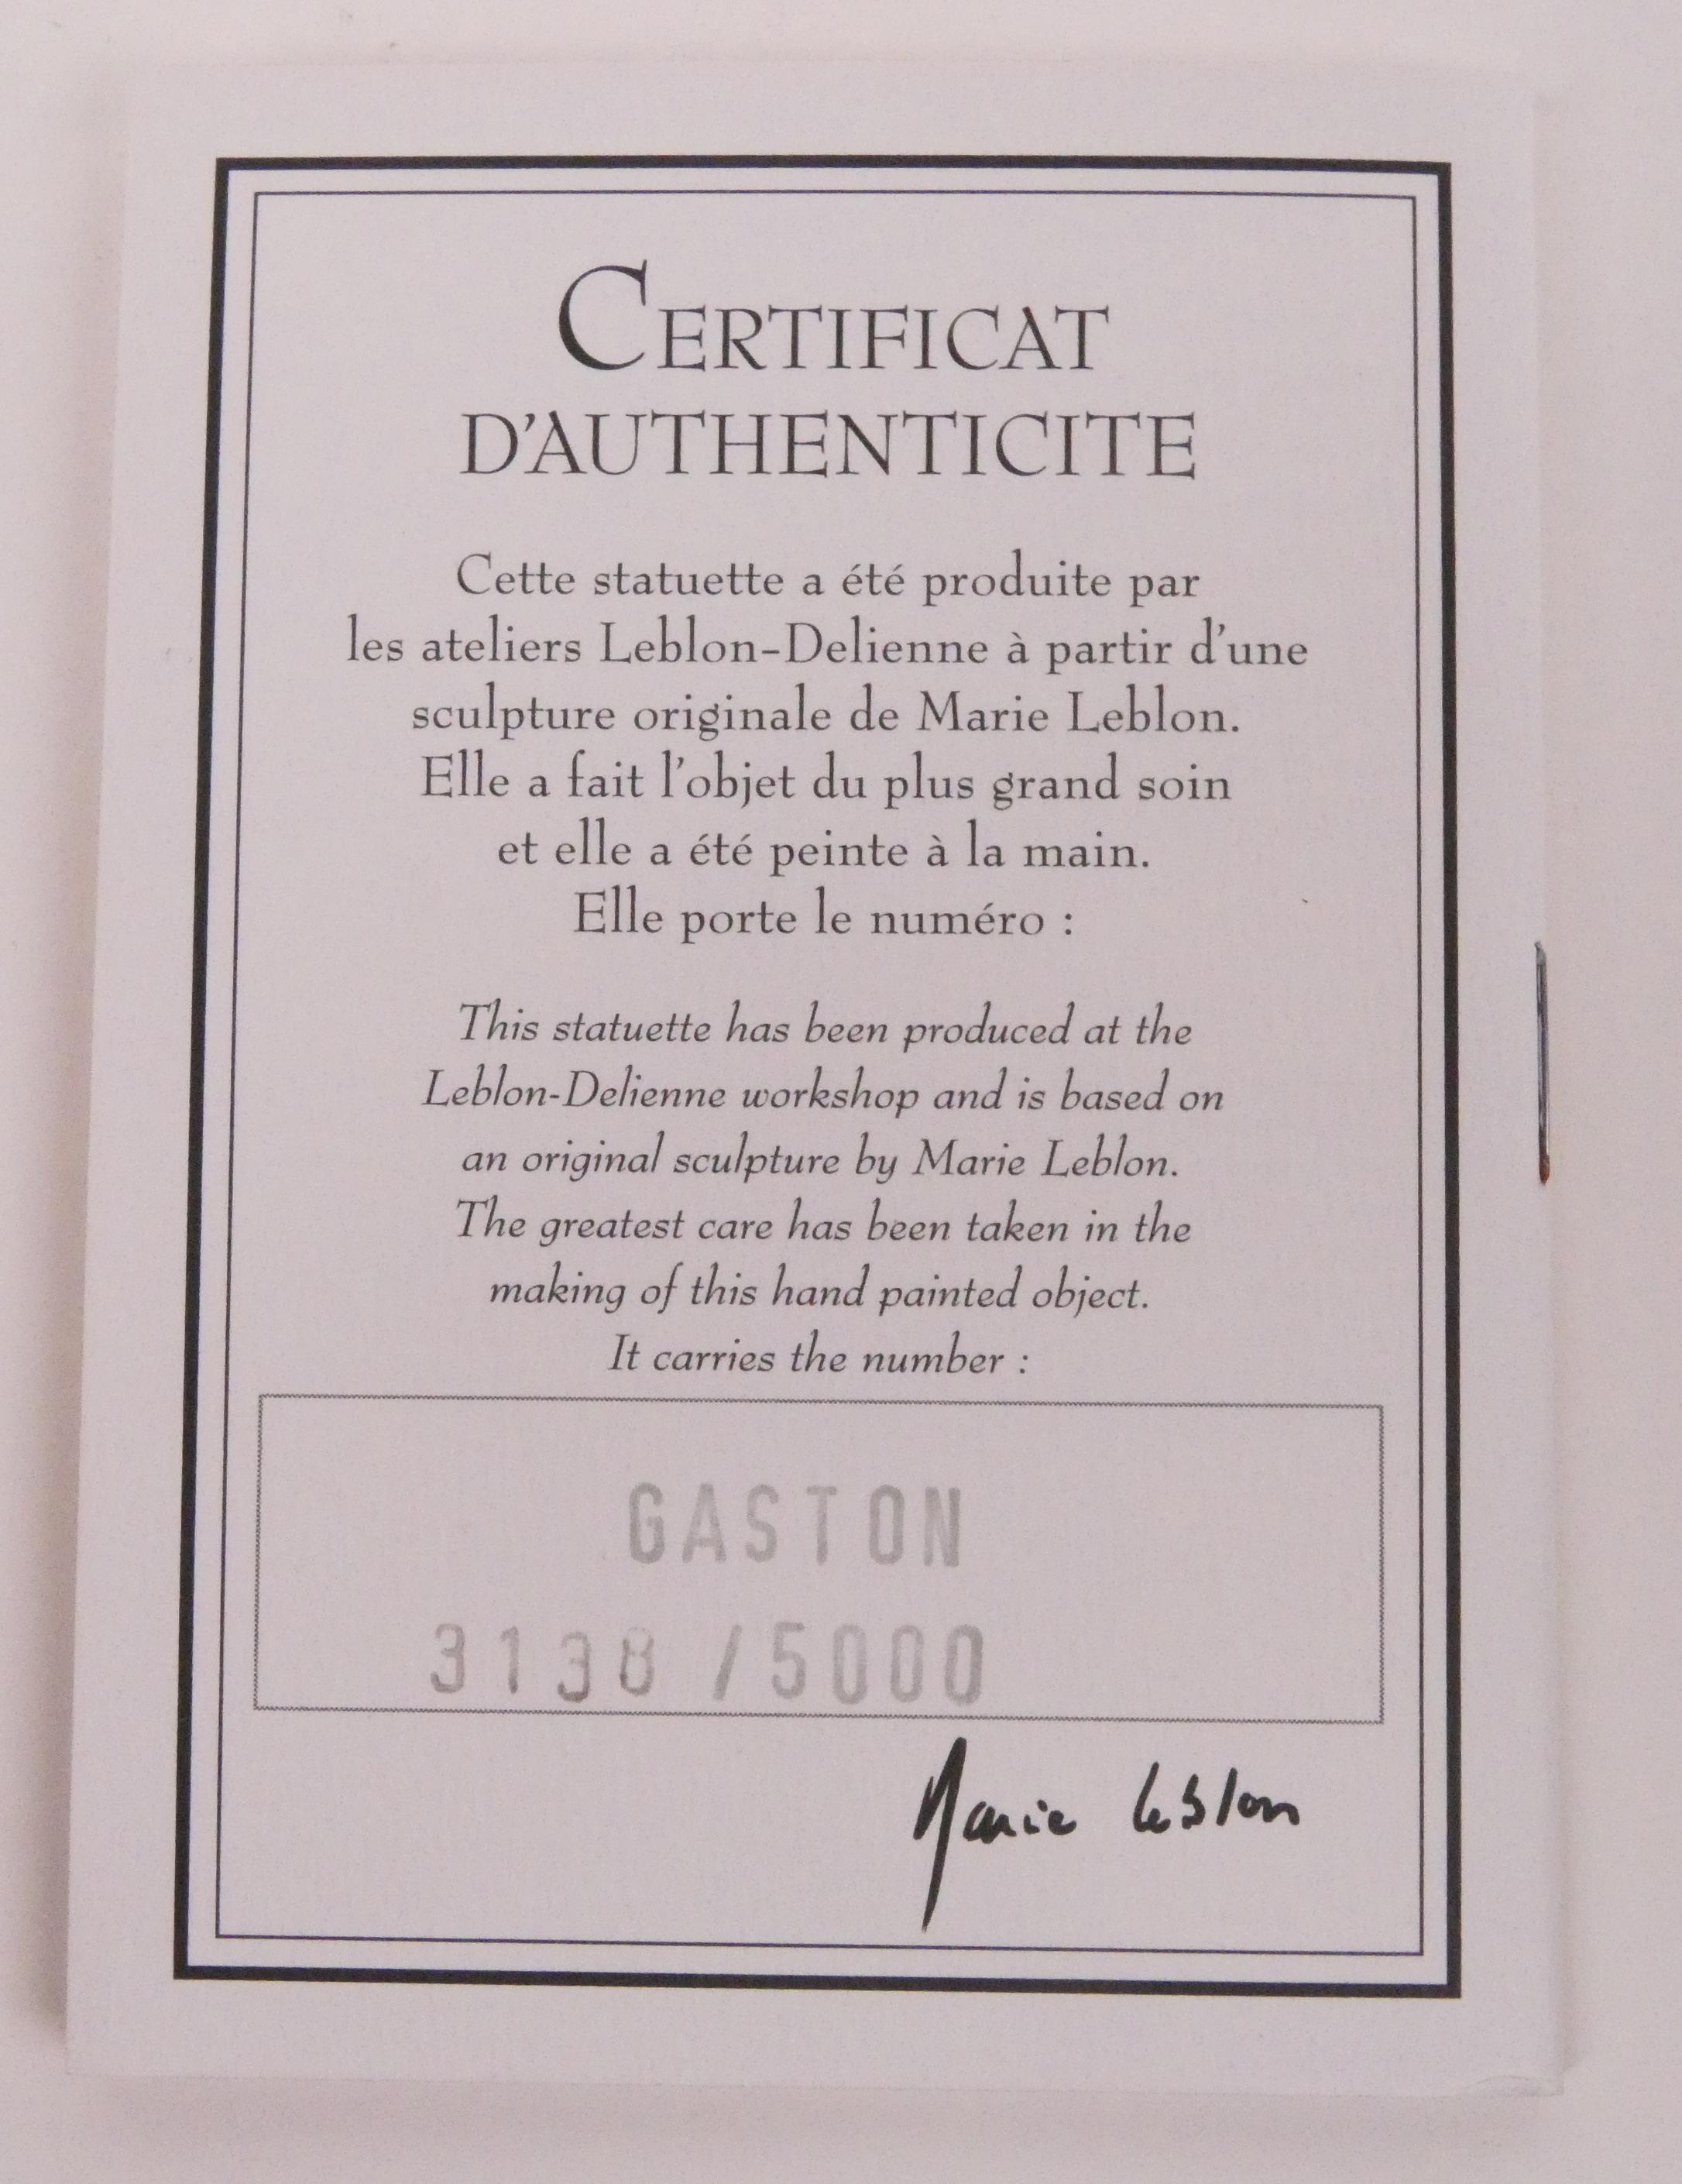 CERTIFICAT
D'AUTHENTICITE
Cette statuette a été produite par
les ateliers Leblon-Delienne à partir d'une
sculpture originale de Marie Leblon.
Elle a fait l'objet du plus grand soin
et elle a été peinte à la main.
Elle porte le numéro :
This statuette has been produced at the
Leblon-Delienne workshop and is based on
an original sculpture by Marie Leblon.
The greatest care has been taken in the
making of this hand painted object.
It carries the number :
GASTON
3138 /5000
Marie Leblon